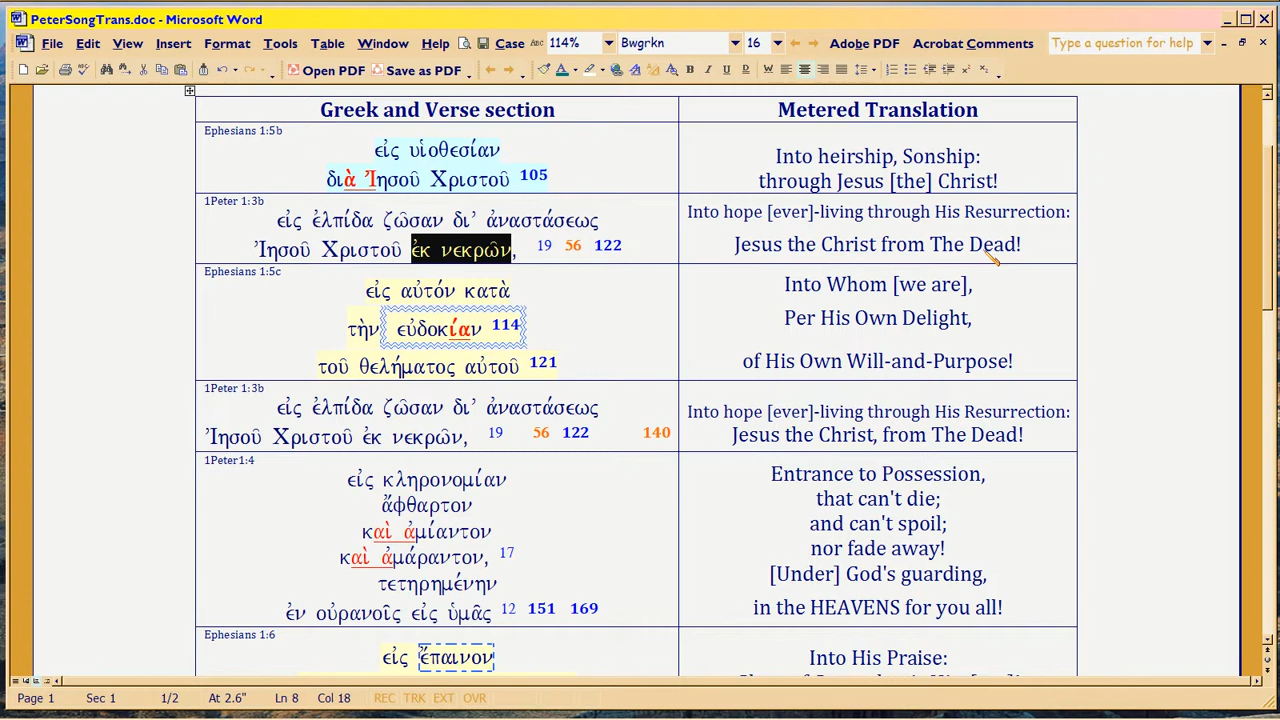 PeterSongTrans.doc - Microsoft Word
File Edit View Insert Format Tools Table Window Help Case 114% Bwgrkn 16 Adobe PDF Acrobat Comments Type a question for help
Open PDF Save as PDF
Greek and Verse section Metered Translation
Ephesians 1:5b
εἰς υἱοθεσίαν
διὰ Ἰησοῦ Χριστοῦ 105
Into heirship, Sonship:
through Jesus [the] Christ!
1Peter 1:3b
εἰς ἐλπίδα ζῶσαν δι’ ἀναστάσεως
Ἰησοῦ Χριστοῦ ἐκ νεκρῶν, 19 56 122
Into hope [ever]-living through His Resurrection:
Jesus the Christ from The Dead!
Ephesians 1:5c
εἰς αὐτόν κατὰ
τὴν εὐδοκίαν 114
τοῦ θελήματος αὐτοῦ 121
Into Whom [we are],
Per His Own Delight,
of His Own Will-and-Purpose!
1Peter 1:3b
εἰς ἐλπίδα ζῶσαν δι’ ἀναστάσεως
Ἰησοῦ Χριστοῦ ἐκ νεκρῶν, 19 56 122 140
Into hope [ever]-living through His Resurrection:
Jesus the Christ, from The Dead!
1Peter1:4
εἰς κληρονομίαν
ἄφθαρτον
καὶ ἀμίαντον
καὶ ἀμάραντον, 17
τετηρημένην
ἐν οὐρανοῖς εἰς ὑμᾶς 12 151 169
Entrance to Possession,
that can't die;
and can't spoil;
nor fade away!
[Under] God's guarding,
in the HEAVENS for you all!
Ephesians 1:6
εἰς ἔπαινον
Into His Praise:
Page 1 Sec 1 1/2 At 2.6" Ln 8 Col 18 REC TRK EXT OVR